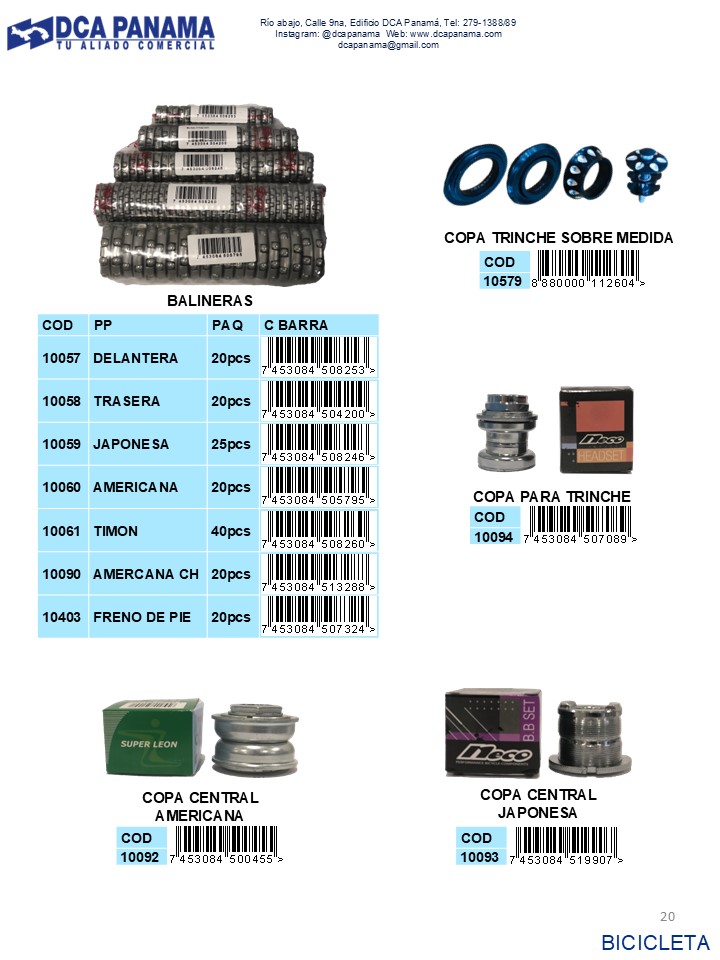 DCA PANAMA
TU ALIADO COMERCIAL
Río abajo, Calle 9na, Edificio DCA Panamá, Tel: 279-1388/89
Instagram: @dcapanama Web: www.dcapanama.com
dcapanama@gmail.com
BALINERAS
COD PP PAQ C BARRA
10057 DELANTERA 20pcs 7 453084 508253 >
10058 TRASERA 20pcs 7 453084 504200 >
10059 JAPONESA 25pcs 7 453084 508246 >
10060 AMERICANA 20pcs 7 453084 505795 >
10061 TIMON 40pcs 7 453084 508260 >
10090 AMERCANA CH 20pcs 7 453084 513288 >
10403 FRENO DE PIE 20pcs 7 453084 507324 >
COPA TRINCHE SOBRE MEDIDA
COD
10579 8 880000 112604 >
neco
HEADSET
COPA PARA TRINCHE
COD
10094 7 453084 507089 >
SUPER LEON
COPA CENTRAL
AMERICANA
COD
10092 7 453084 500455 >
B.B SET
neco
PERFORMANCE BICYCLE COMPONENTS
COPA CENTRAL
JAPONESA
COD
10093 7 453084 519907 >
20
BICICLETA